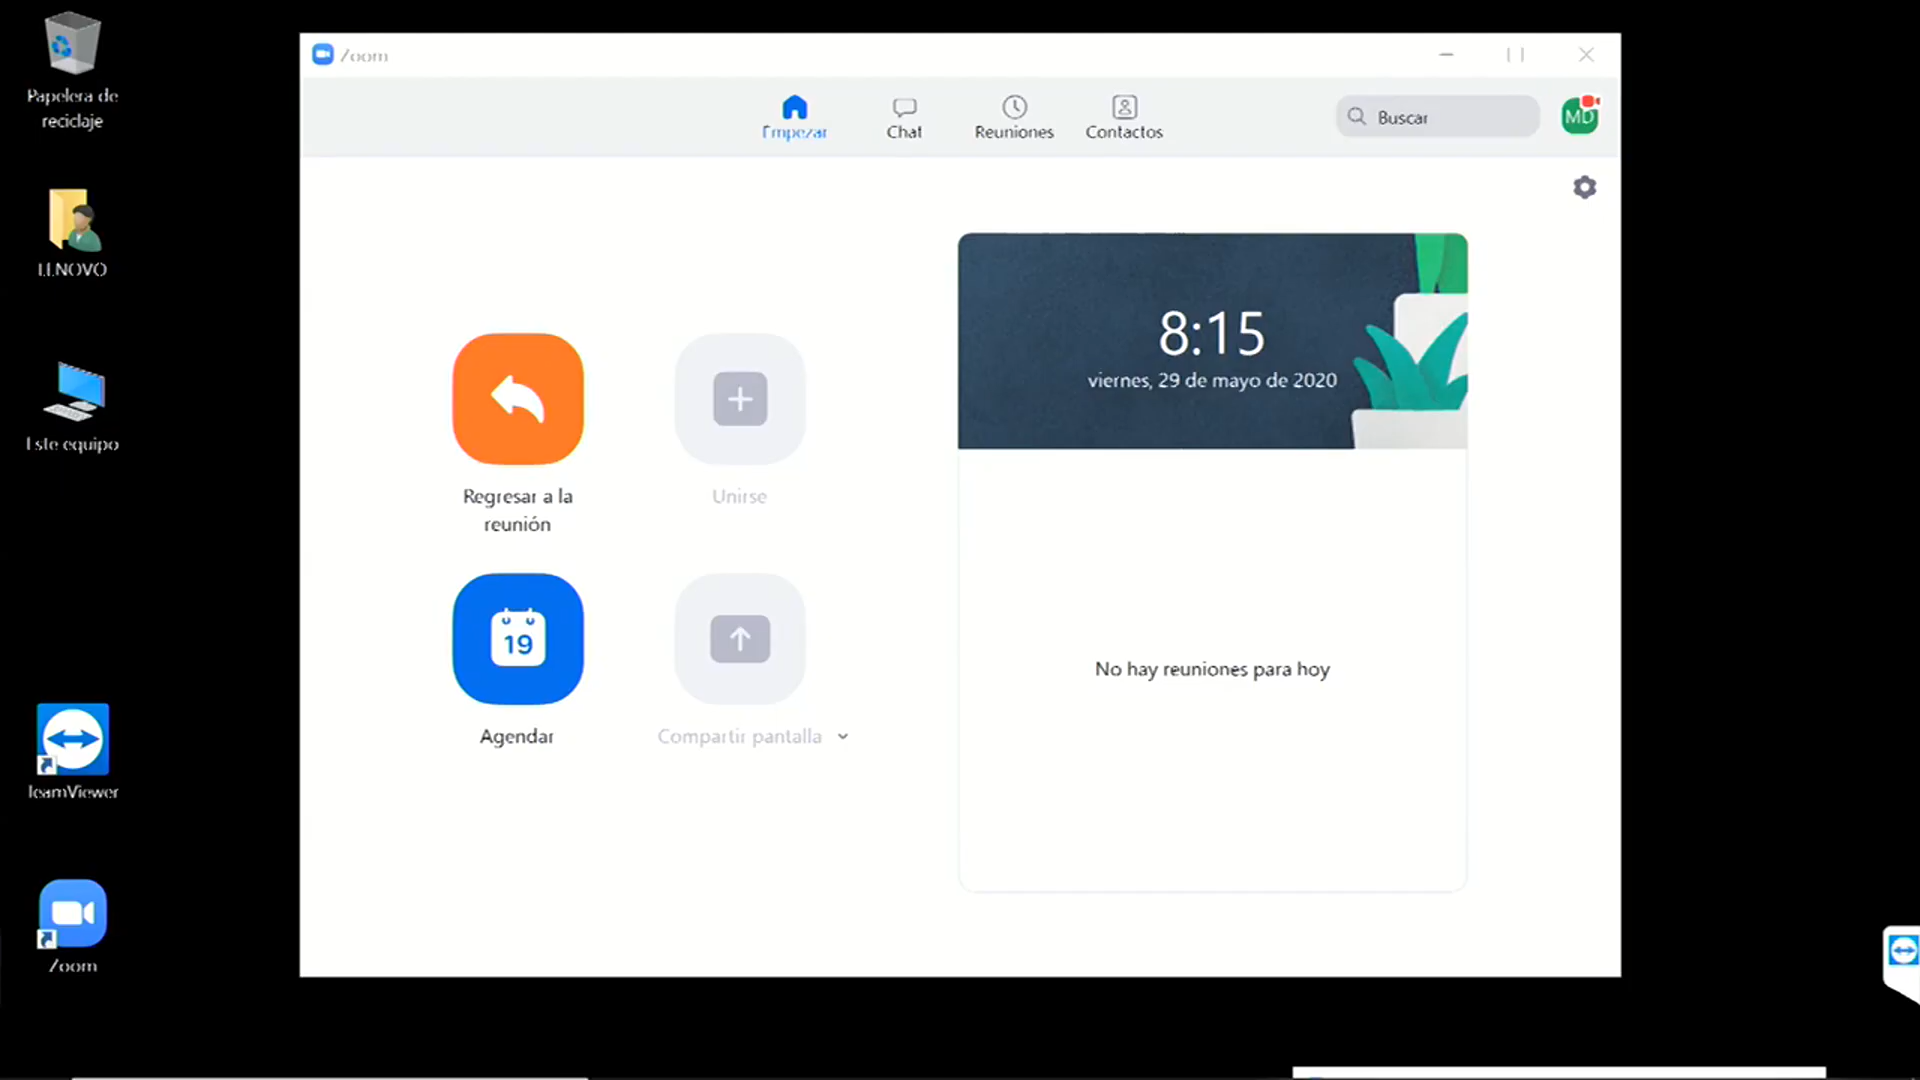 Papelera de
reciclaje
LENOVO
Este equipo
TeamViewer
Zoom
Zoom
Empezar
Chat
Reuniones
Contactos
Buscar
MD
8:15
viernes, 29 de mayo de 2020
Regresar a la
reunión
Unirse
19
Agendar
Compartir pantalla
No hay reuniones para hoy